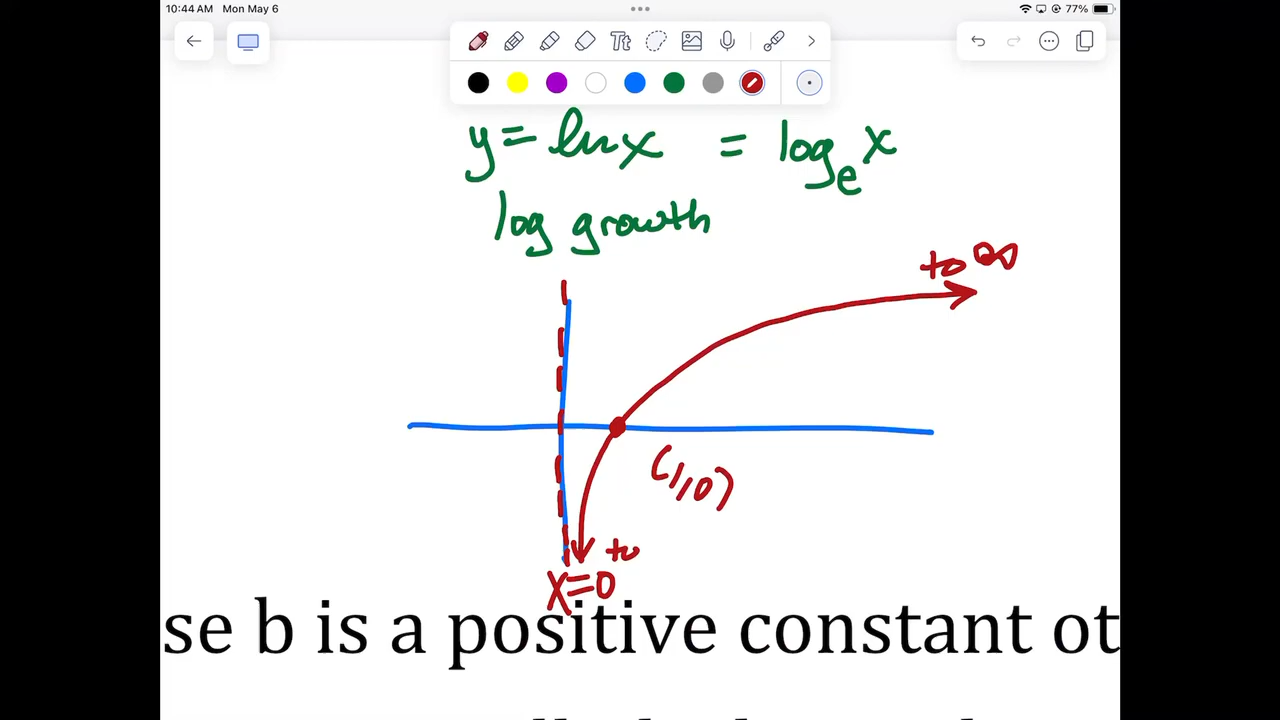 10:44 AM Mon May 6
77%
Tt
y = ln x = log_e x
log growth
to ∞
(1,0)
to
x=0
se b is a positive constant ot